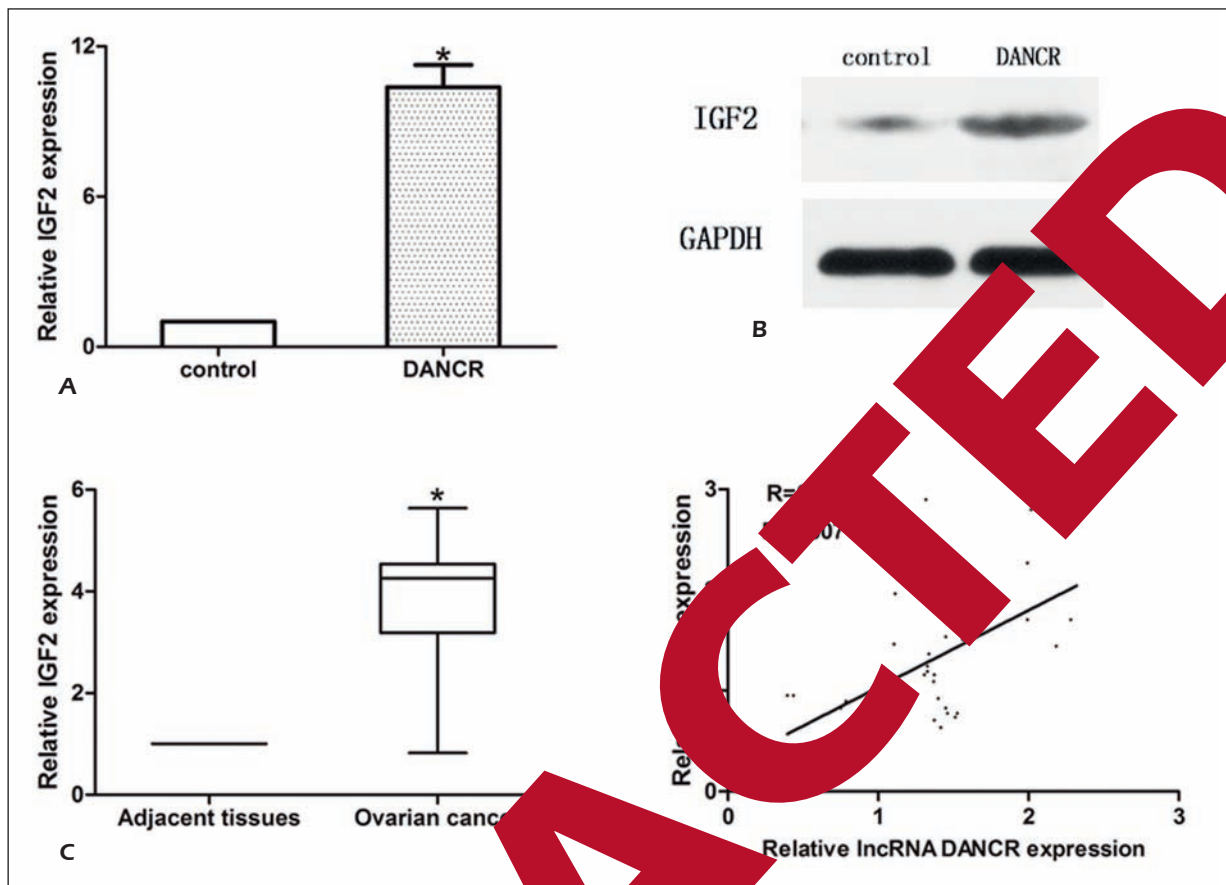 12
6
0
Relative IGF2 expression
*
control
DANCR
A
control
DANCR
IGF2
GAPDH
B
6
4
2
0
Relative IGF2 expression
*
Adjacent tissues
Ovarian
C
3
0
R=
expression
0
1
2
3
Relative lncRNA DANCR expression
ACTED